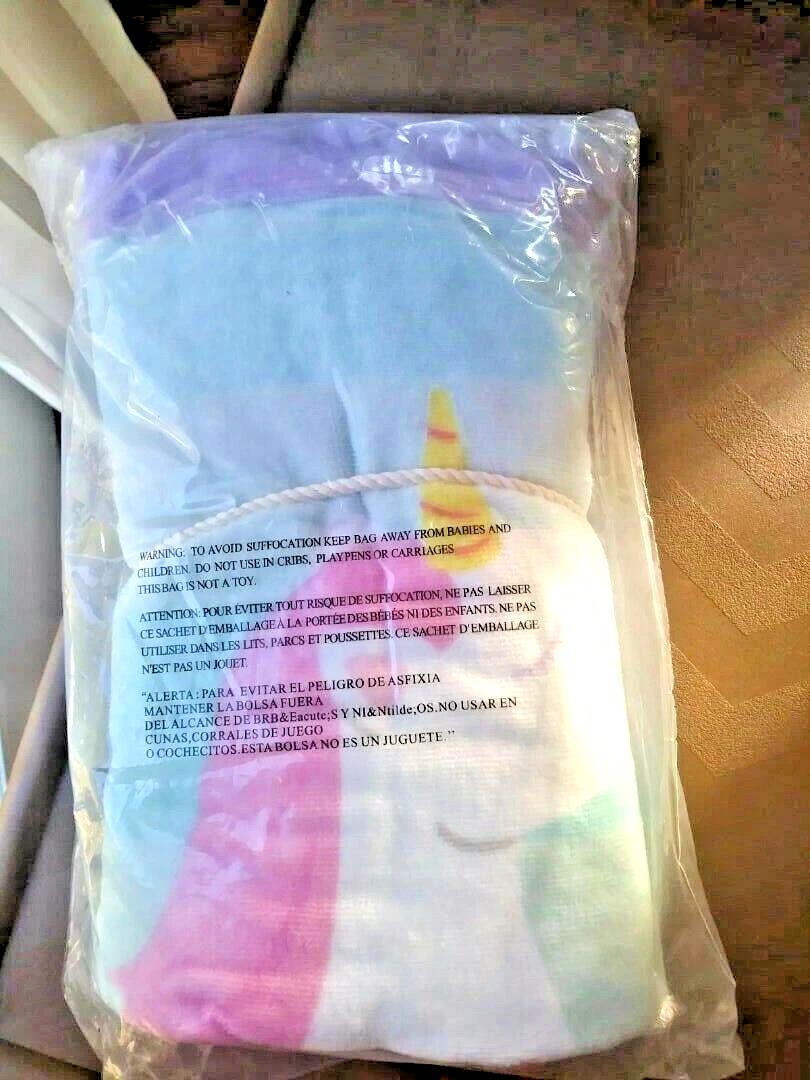 WARNING: TO AVOID SUFFOCATION KEEP BAG AWAY FROM BABIES AND
CHILDREN. DO NOT USE IN CRIBS, PLAYPENS OR CARRIAGES
THIS BAG IS NOT A TOY.
ATTENTION: POUR ÉVITER TOUT RISQUE DE SUFFOCATION, NE PAS LAISSER
CE SACHET D'EMBALLAGE A LA PORTÉE DES BÉBÉS NI DES ENFANTS. NE PAS
UTILISER DANS LES LITS, PARCS ET POUSSETTES. CE SACHET D'EMBALLAGE
N'EST PAS UN JOUET.
"ALERTA: PARA EVITAR EL PELIGRO DE ASFIXIA
MANTENER LA BOLSA FUERA
DEL ALCANCE DE BRB&Eacute;S Y NI&Ntilde;OS.NO USAR EN
CUNAS,CORRALES DE JUEGO
O COCHECITOS.ESTA BOLSA NO ES UN JUGUETE."